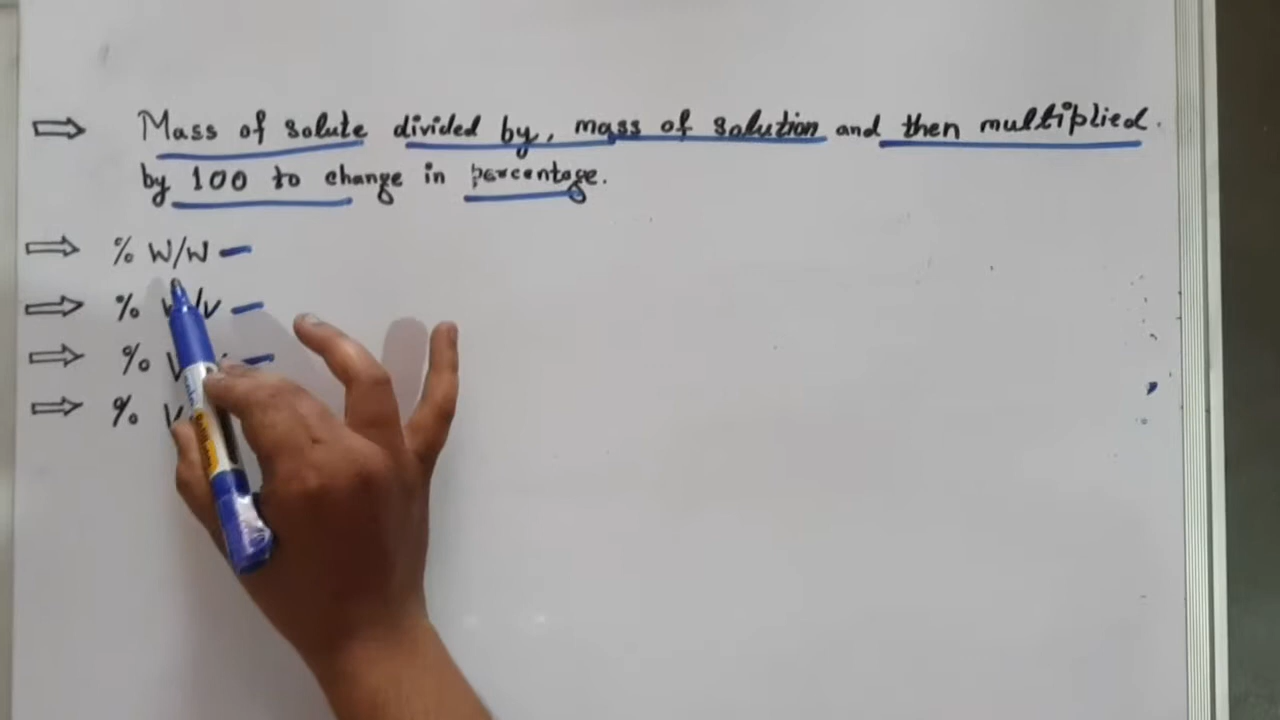 ⇨ Mass of solute divided by, mass of solution and then multiplied.
by 100 to change in percentage.
⇨ % W/W –
⇨ % /v –
⇨ % –
⇨ %